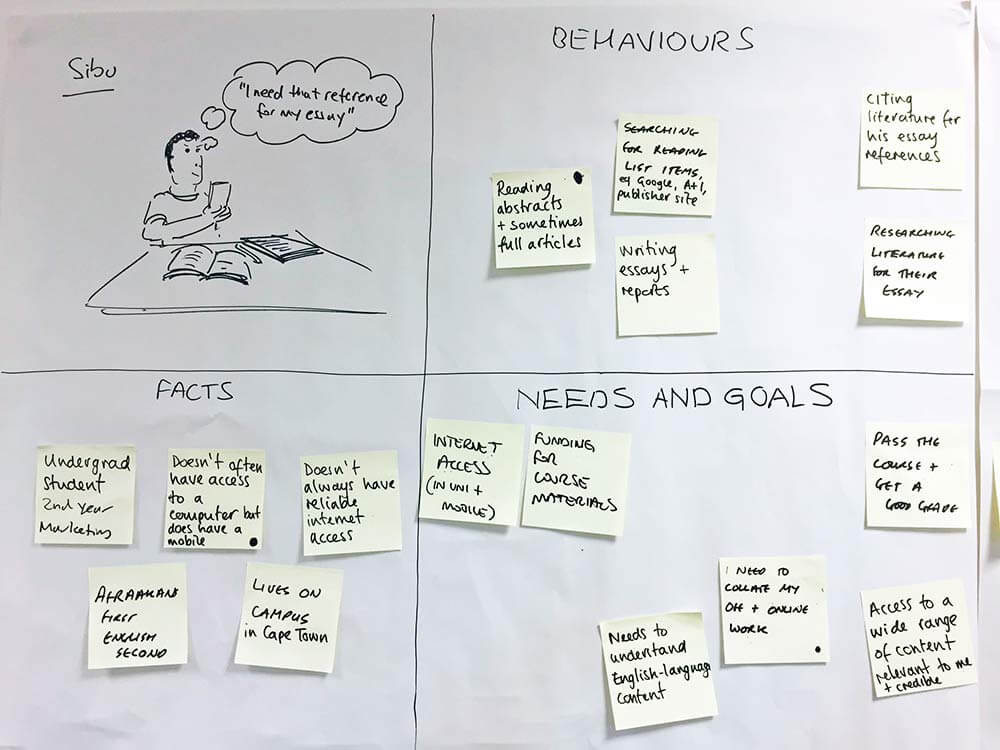 Sibu
"I need that reference
for my essay"
BEHAVIOURS
Reading
abstracts
+ sometimes
full articles
SEARCHING
FOR READING
LIST ITEMS,
eg Google, A+I,
publisher site
Writing
essays +
reports
citing
literature for
his essay
references
RESEARCHING
LITERATURE
FOR THEIR
ESSAY
FACTS
Undergrad
Student
2nd year
Marketing
Doesn't often
have access
to a
computer but
does have a
mobile
Doesn't
always have
reliable
internet
access
AFRAAKANS
FIRST
ENGLISH
SECOND
LIVES ON
CAMPUS
in Cape Town
NEEDS AND GOALS
INTERNET
ACCESS
(IN UNI +
MOBILE)
FUNDING
FOR
COURSE
MATERIALS
PASS THE
COURSE +
GET A
GOOD GRADE
I NEED TO
COLLATE MY
OFF + ONLINE
WORK
Needs to
understand
English-language
content
Access to a
wide range
of content
relevant to me
+ credible